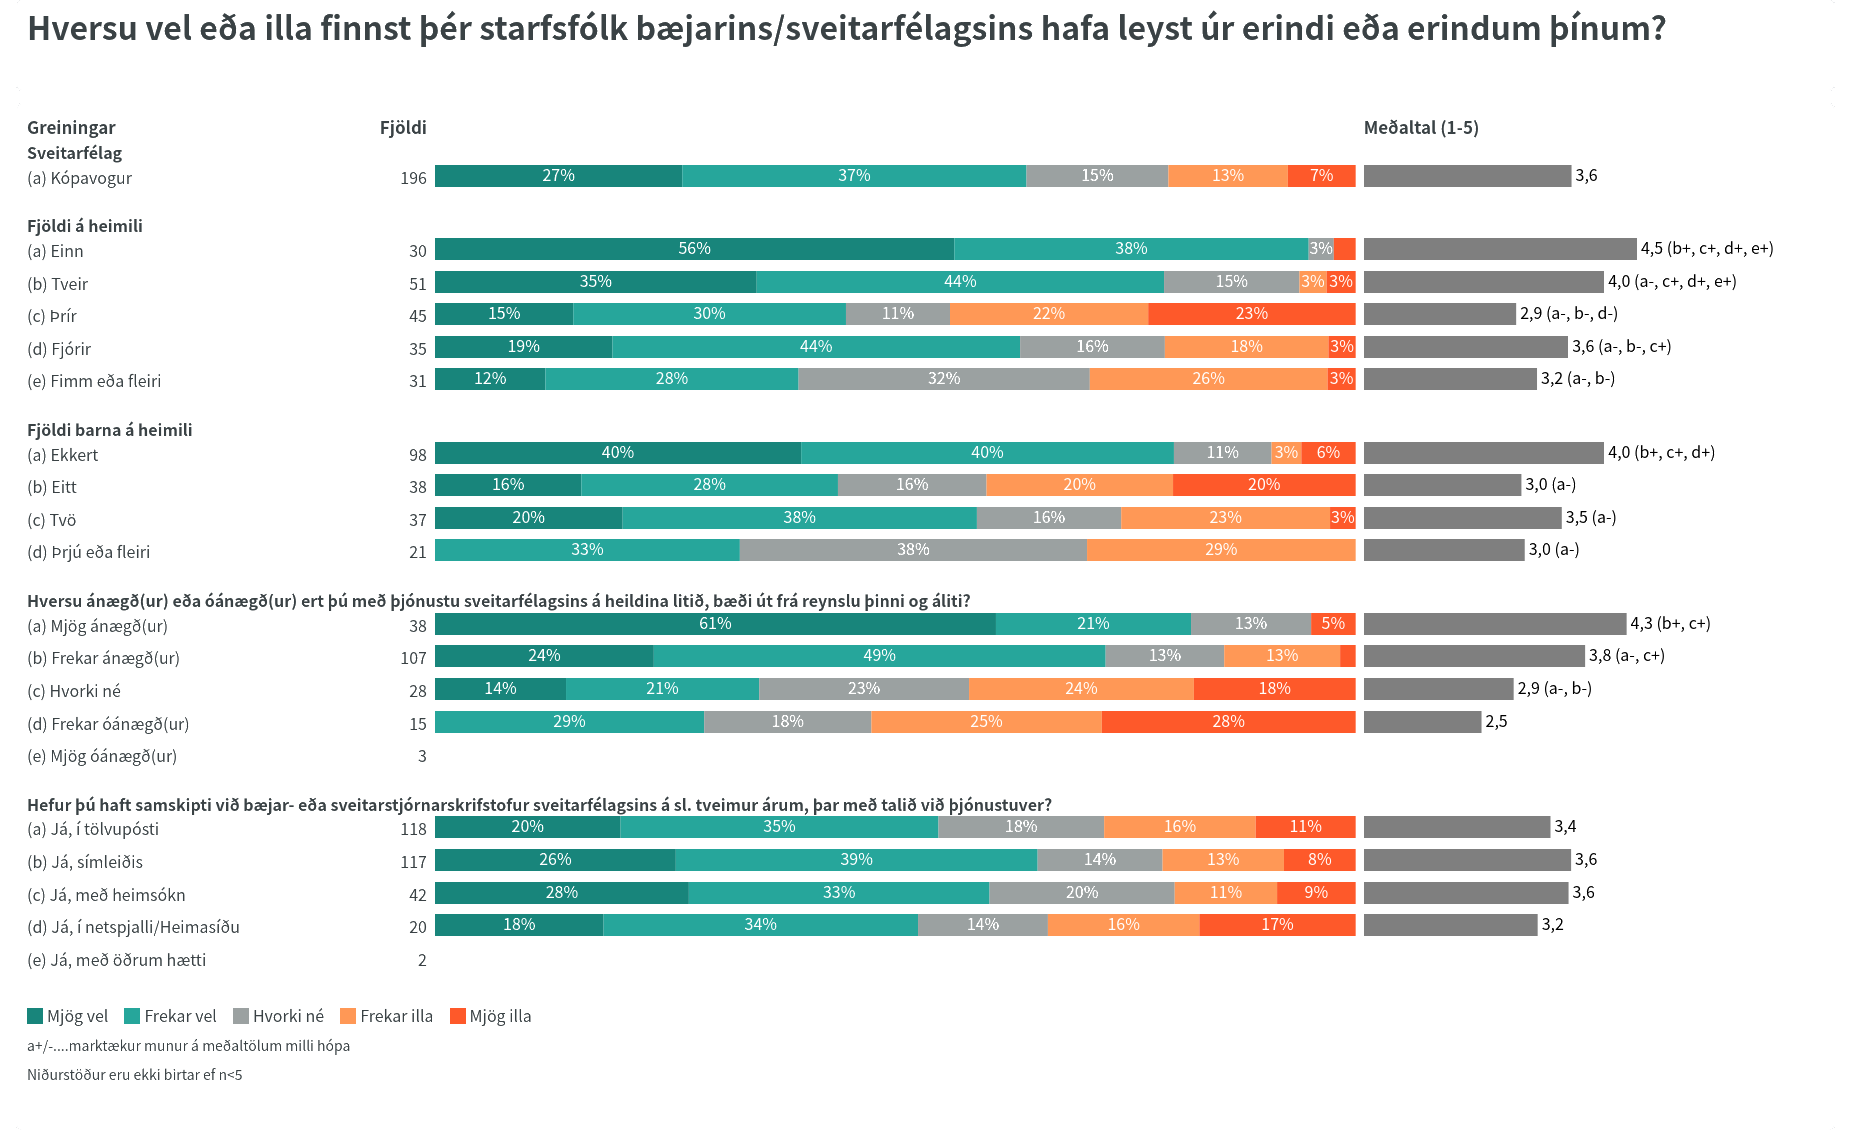 Hversu vel eða illa finnst þér starfsfólk bæjarins/sveitarfélagsins hafa leyst úr erindi eða erindum þínum?
Greiningar Fjöldi Meðaltal (1-5)
Sveitarfélag
(a) Kópavogur 196 27% 37% 15% 13% 7% 3,6
Fjöldi á heimili
(a) Einn 30 56% 38% 3% 4,5 (b+, c+, d+, e+)
(b) Tveir 51 35% 44% 15% 3% 3% 4,0 (a-, c+, d+, e+)
(c) Þrír 45 15% 30% 11% 22% 23% 2,9 (a-, b-, d-)
(d) Fjórir 35 19% 44% 16% 18% 3% 3,6 (a-, b-, c+)
(e) Fimm eða fleiri 31 12% 28% 32% 26% 3% 3,2 (a-, b-)
Fjöldi barna á heimili
(a) Ekkert 98 40% 40% 11% 3% 6% 4,0 (b+, c+, d+)
(b) Eitt 38 16% 28% 16% 20% 20% 3,0 (a-)
(c) Tvö 37 20% 38% 16% 23% 3% 3,5 (a-)
(d) Þrjú eða fleiri 21 33% 38% 29% 3,0 (a-)
Hversu ánægð(ur) eða óánægð(ur) ert þú með þjónustu sveitarfélagsins á heildina litið, bæði út frá reynslu þinni og áliti?
(a) Mjög ánægð(ur) 38 61% 21% 13% 5% 4,3 (b+, c+)
(b) Frekar ánægð(ur) 107 24% 49% 13% 13% 3,8 (a-, c+)
(c) Hvorki né 28 14% 21% 23% 24% 18% 2,9 (a-, b-)
(d) Frekar óánægð(ur) 15 29% 18% 25% 28% 2,5
(e) Mjög óánægð(ur) 3
Hefur þú haft samskipti við bæjar- eða sveitarstjórnarskrifstofur sveitarfélagsins á sl. tveimur árum, þar með talið við þjónustuver?
(a) Já, í tölvupósti 118 20% 35% 18% 16% 11% 3,4
(b) Já, símleiðis 117 26% 39% 14% 13% 8% 3,6
(c) Já, með heimsókn 42 28% 33% 20% 11% 9% 3,6
(d) Já, í netspjalli/Heimasíðu 20 18% 34% 14% 16% 17% 3,2
(e) Já, með öðrum hætti 2
Mjög vel Frekar vel Hvorki né Frekar illa Mjög illa
a+/-....marktækur munur á meðaltölum milli hópa
Niðurstöður eru ekki birtar ef n<5